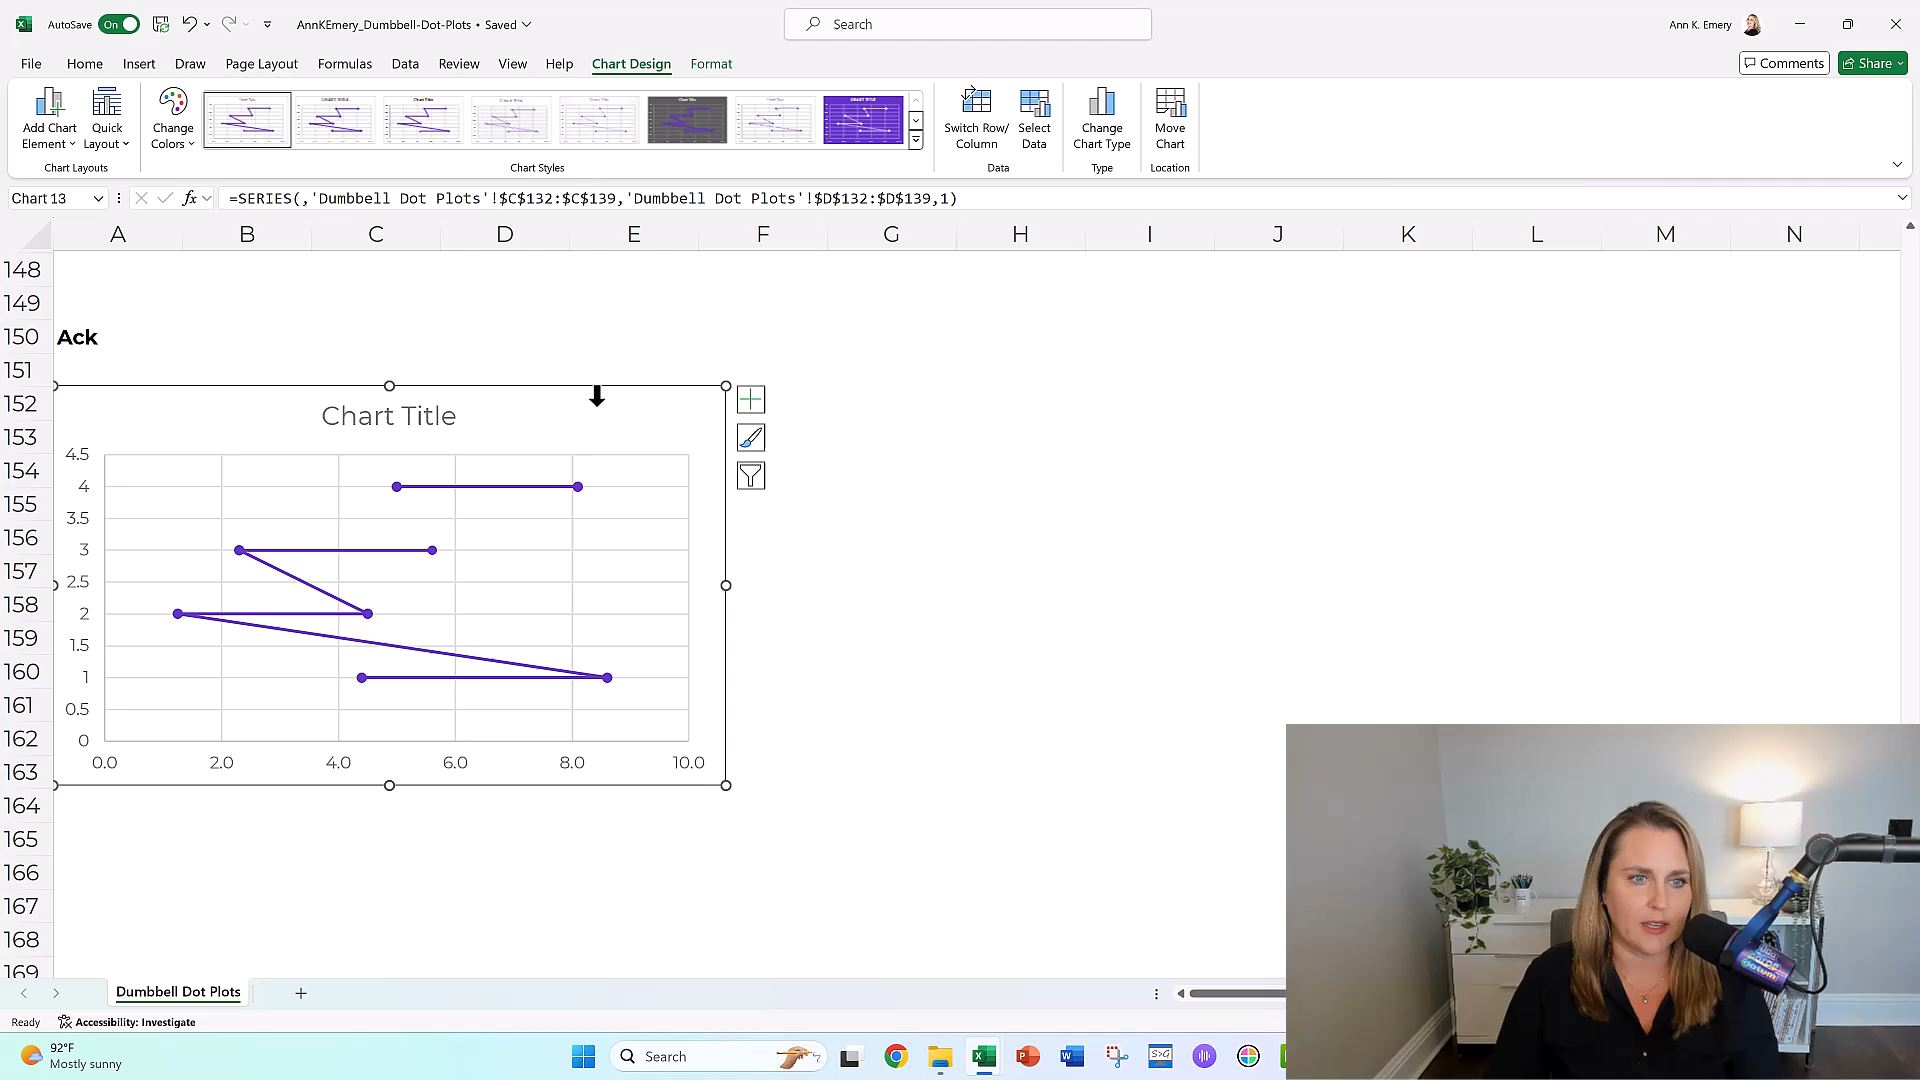 AutoSave On AnnKEmery_Dumbbell-Dot-Plots • Saved Search Ann K. Emery
File Home Insert Draw Page Layout Formulas Data Review View Help Chart Design Format Comments Share
Add Chart Element Quick Layout Change Colors Switch Row/ Column Select Data Change Chart Type Move Chart
Chart Layouts Chart Styles Data Type Location
Chart 13 fx =SERIES(,'Dumbbell Dot Plots'!$C$132:$C$139,'Dumbbell Dot Plots'!$D$132:$D$139,1)
A B C D E F G H I J K L M N
148
149
150 Ack
151
152
153
154
155
156
157
158
159
160
161
162
163
164
165
166
167
168
169
Chart Title
4.5
4
3.5
3
2.5
2
1.5
1
0.5
0
0.0 2.0 4.0 6.0 8.0 10.0
Dumbbell Dot Plots
Ready Accessibility: Investigate
92°F
Mostly sunny
Search